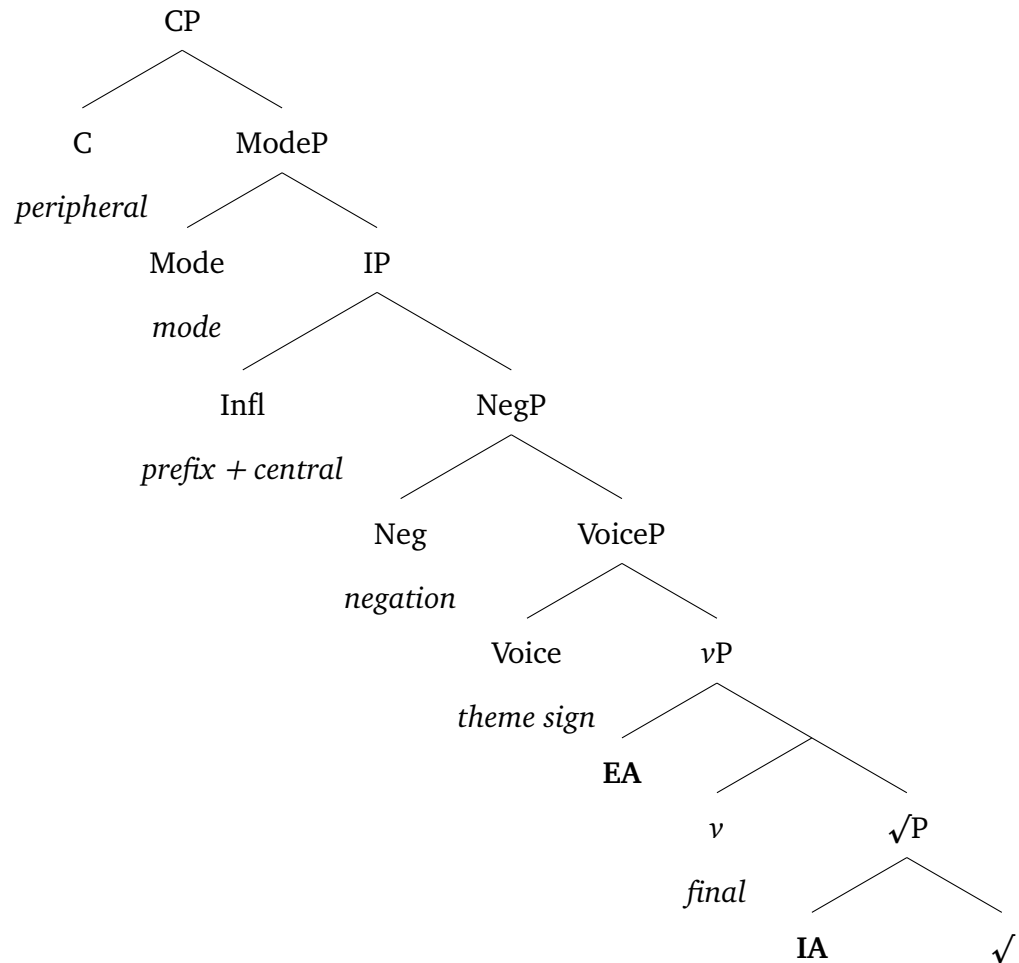 CP
C ModeP
peripheral
Mode IP
mode
Infl NegP
prefix + central
Neg VoiceP
negation
Voice vP
theme sign
EA
v √P
final
IA √